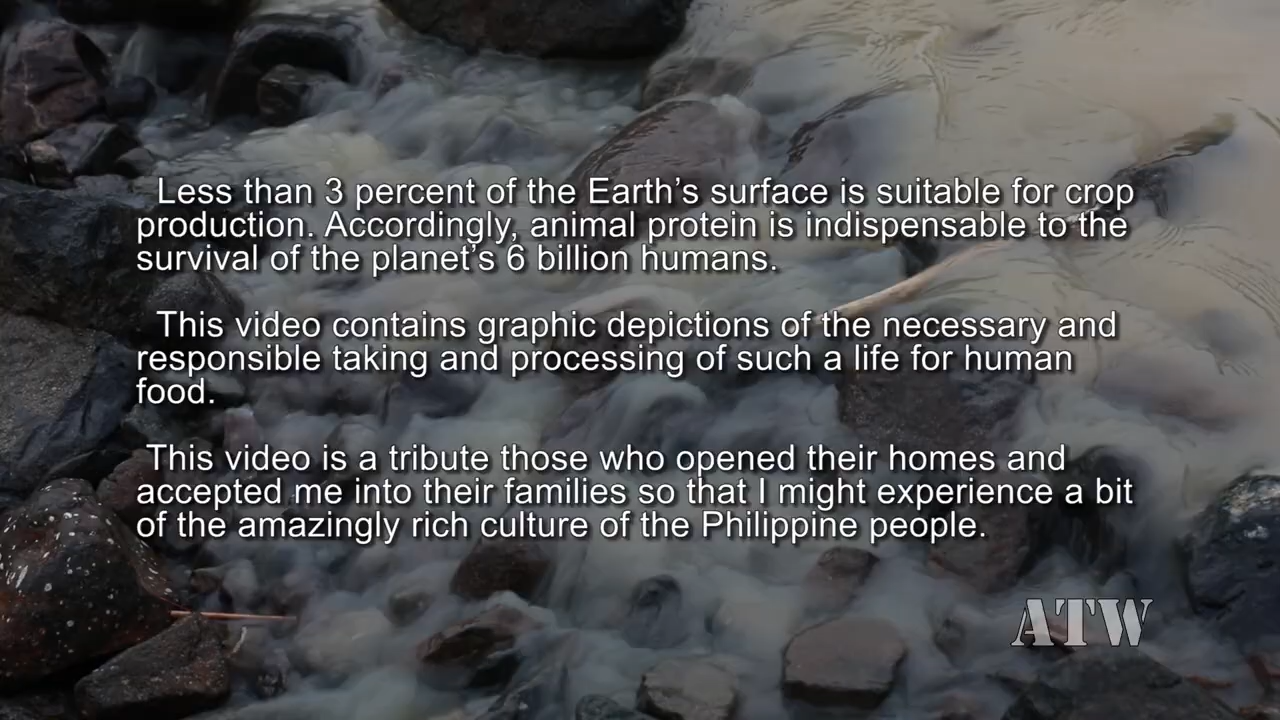 Less than 3 percent of the Earth’s surface is suitable for crop
production. Accordingly, animal protein is indispensable to the
survival of the planet’s 6 billion humans.
This video contains graphic depictions of the necessary and
responsible taking and processing of such a life for human
food.
This video is a tribute those who opened their homes and
accepted me into their families so that I might experience a bit
of the amazingly rich culture of the Philippine people.
ATW